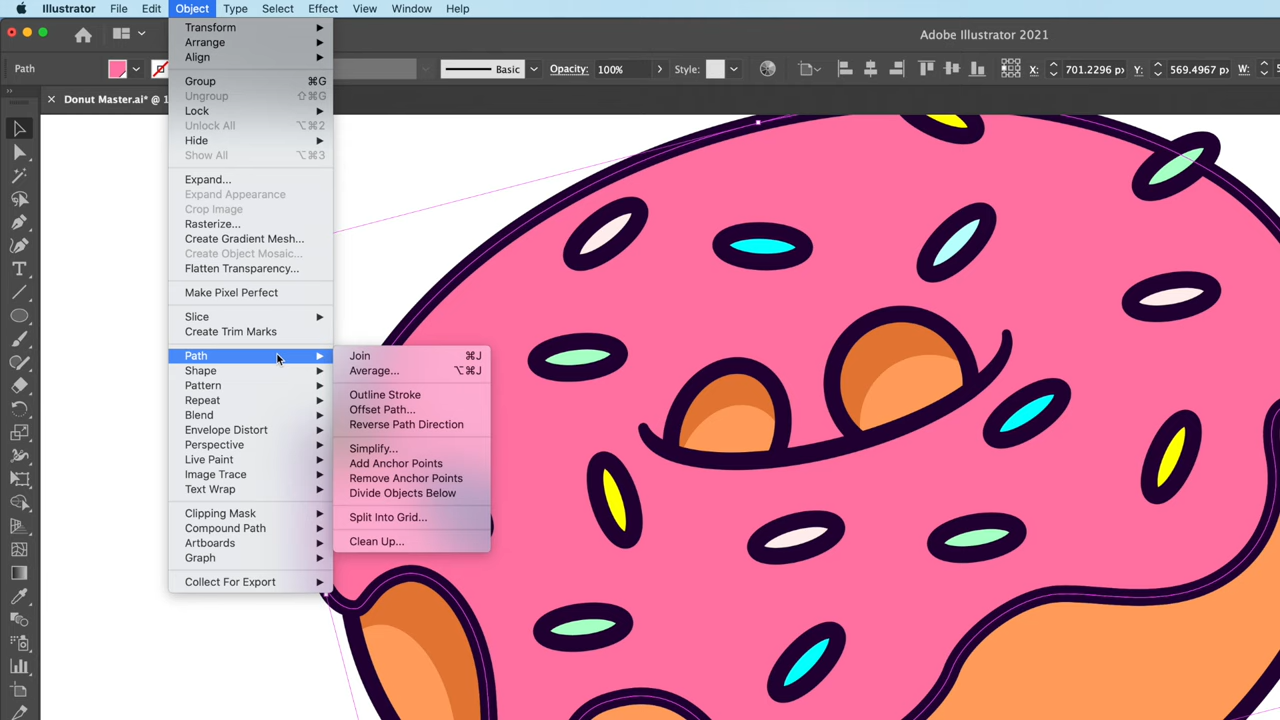 Illustrator File Edit Object Type Select Effect View Window Help
Adobe Illustrator 2021
Path Basic Opacity: 100% Style: X: 701.2296 p Y: 569.4967 p W:
Donut Master.ai* @ 1
Transform
Arrange
Align
Group ⌘G
Ungroup ⇧⌘G
Lock
Unlock All ⌥⌘2
Hide
Show All ⌥⌘3
Expand...
Expand Appearance
Crop Image
Rasterize...
Create Gradient Mesh...
Create Object Mosaic...
Flatten Transparency...
Make Pixel Perfect
Slice
Create Trim Marks
Path
Shape
Pattern
Repeat
Blend
Envelope Distort
Perspective
Live Paint
Image Trace
Text Wrap
Clipping Mask
Compound Path
Artboards
Graph
Collect For Export
Join ⌘J
Average... ⌥⌘J
Outline Stroke
Offset Path...
Reverse Path Direction
Simplify...
Add Anchor Points
Remove Anchor Points
Divide Objects Below
Split Into Grid...
Clean Up...